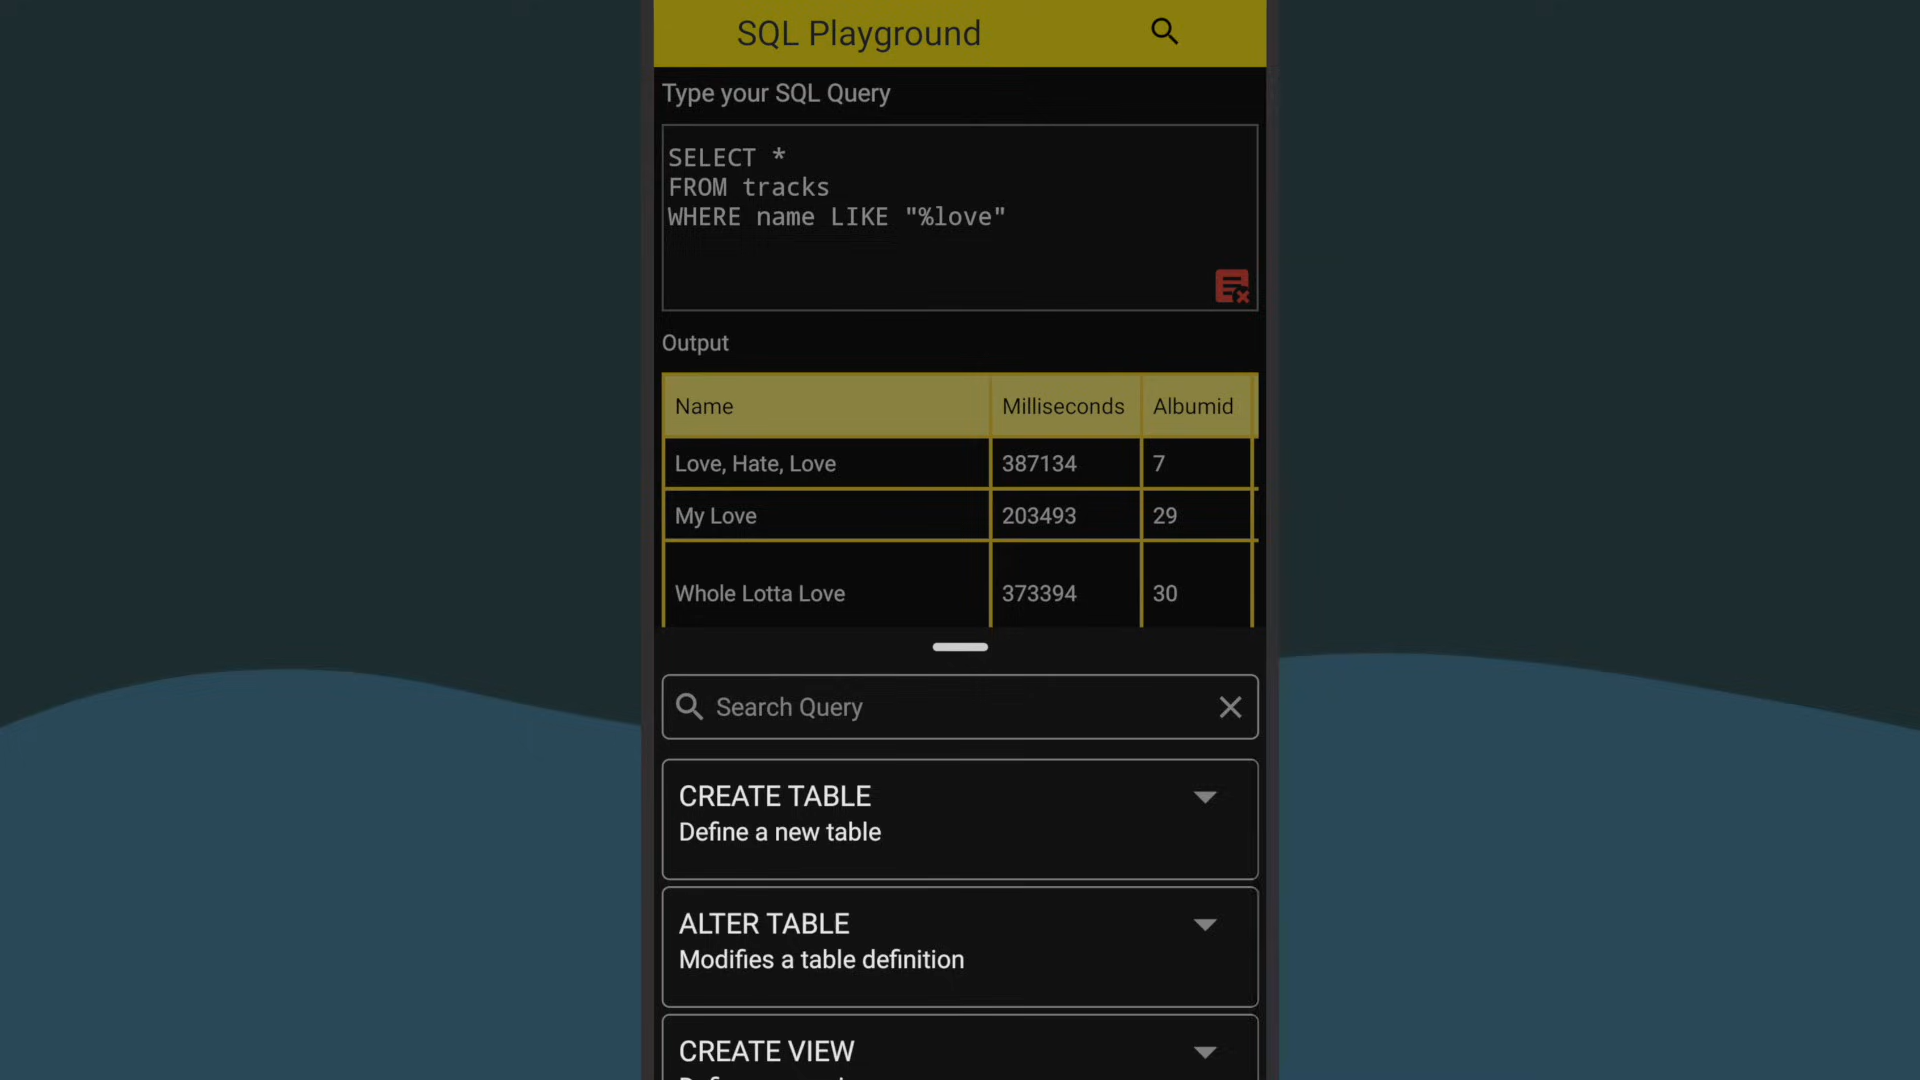 SQL Playground
Type your SQL Query
SELECT *
FROM tracks
WHERE name LIKE "%love"
Output
Name Milliseconds Albumid
Love, Hate, Love 387134 7
My Love 203493 29
Whole Lotta Love 373394 30
Search Query
CREATE TABLE
Define a new table
ALTER TABLE
Modifies a table definition
CREATE VIEW